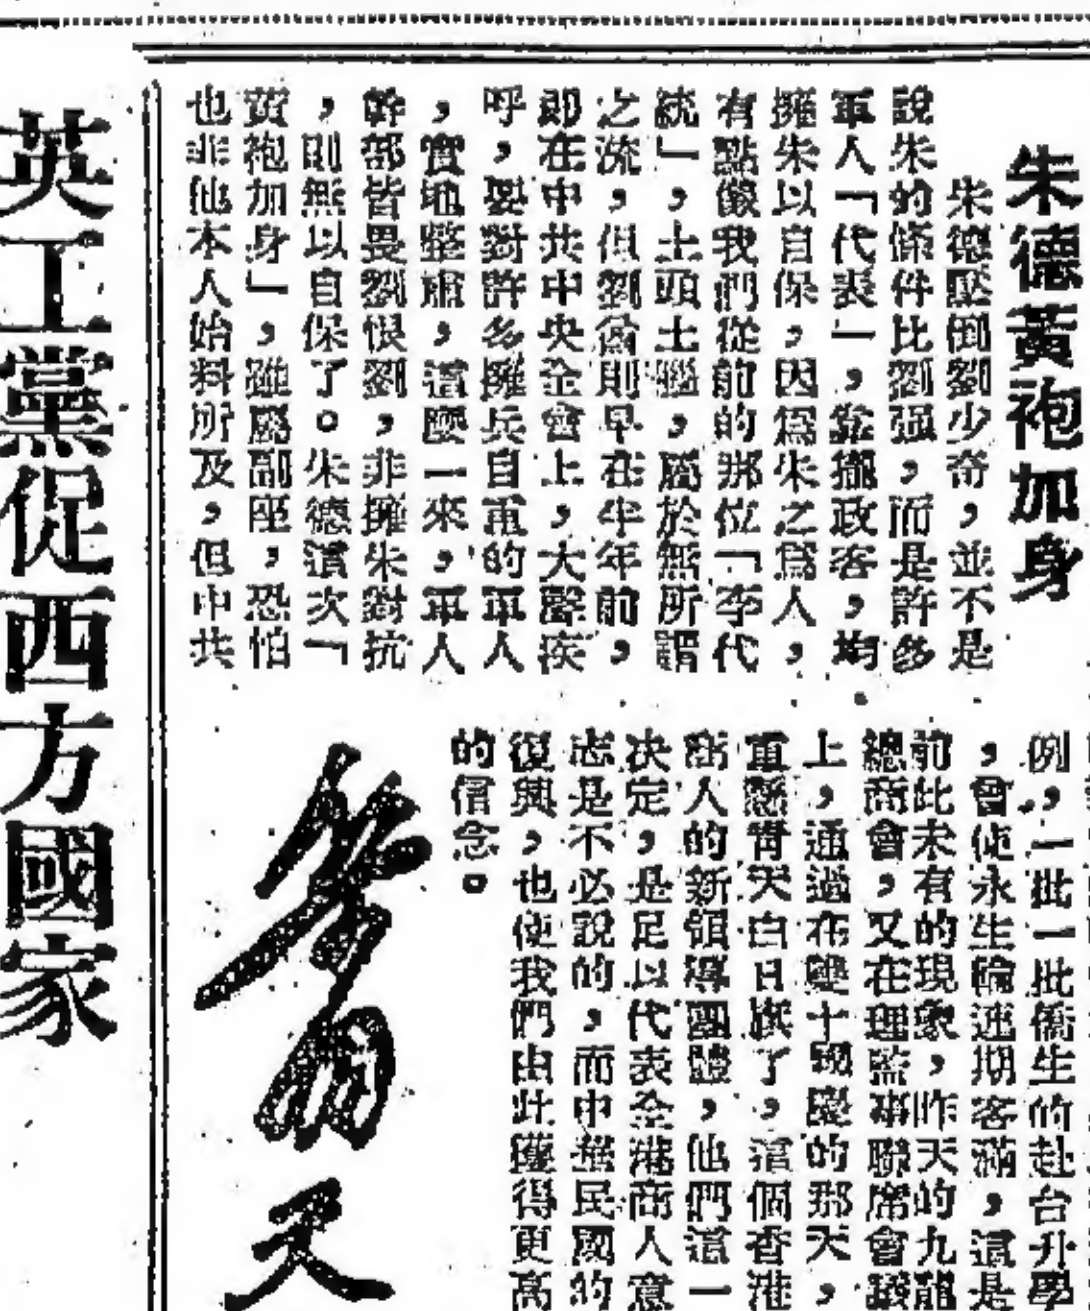 朱德黃袍加身
朱德壓倒劉少奇,並不是
說朱的條件比劉强,而是許多
軍人「代表」,靠攏政客,均
擁朱以自保,因爲朱之爲人,
有點像我們從前的那位「李代
統」,土頭土腦,屬於無所謂
之流,但劉酋則早在半年前,
卽在中共中央全會上,大聲疾
呼,要對許多擁兵自重的軍人
,實地整肅,這麼一來,軍人
幹部皆畏劉恨劉,非擁朱對抗
,則無以自保了。朱德這次「
黃袍加身」,雖屬副座,恐怕
也非他本人始料所及,但中共
例,一批一批僑生的赴台升學
,曾使永生輪速期客滿,這是
前此未有的現象,昨天的九龍
總商會,又在理監事聯席會議
上,通過在雙十國慶的那天,
重懸靑天白日旗了,這個香港
商人的新領導團體,他們這一
决定,是足以代表全港商人意
志是不必說的,而中華民國的
復興,也使我們由此獲得更高
的信念。
英工黨促西方國家